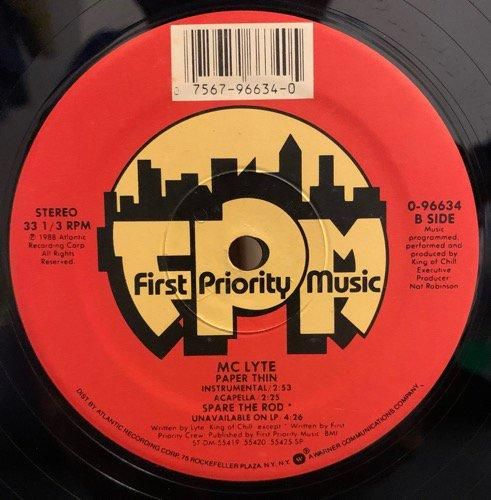 0 7567-96634-0
STEREO
33 1/3 RPM
℗ 1988 Atlantic
Recording Corp.
All Rights
Reserved.
0-96634
B SIDE
Music
programmed,
performed and
produced by
King of Chill
Executive
Producer:
Nat Robinson
FPM
First Priority Music
MC LYTE
PAPER THIN
INSTRUMENTAL/2:53
ACAPELLA/2:25
SPARE THE ROD *
UNAVAILABLE ON LP. 4:26
Written by Lyte, King of Chill except * Written by First
Priority Crew; Published by First Priority Music BMI
ST-DM-55419 55420 55425-SP
DIST. BY ATLANTIC RECORDING CORP. 75 ROCKEFELLER PLAZA, N.Y., N.Y. W A WARNER COMMUNICATIONS COMPANY.